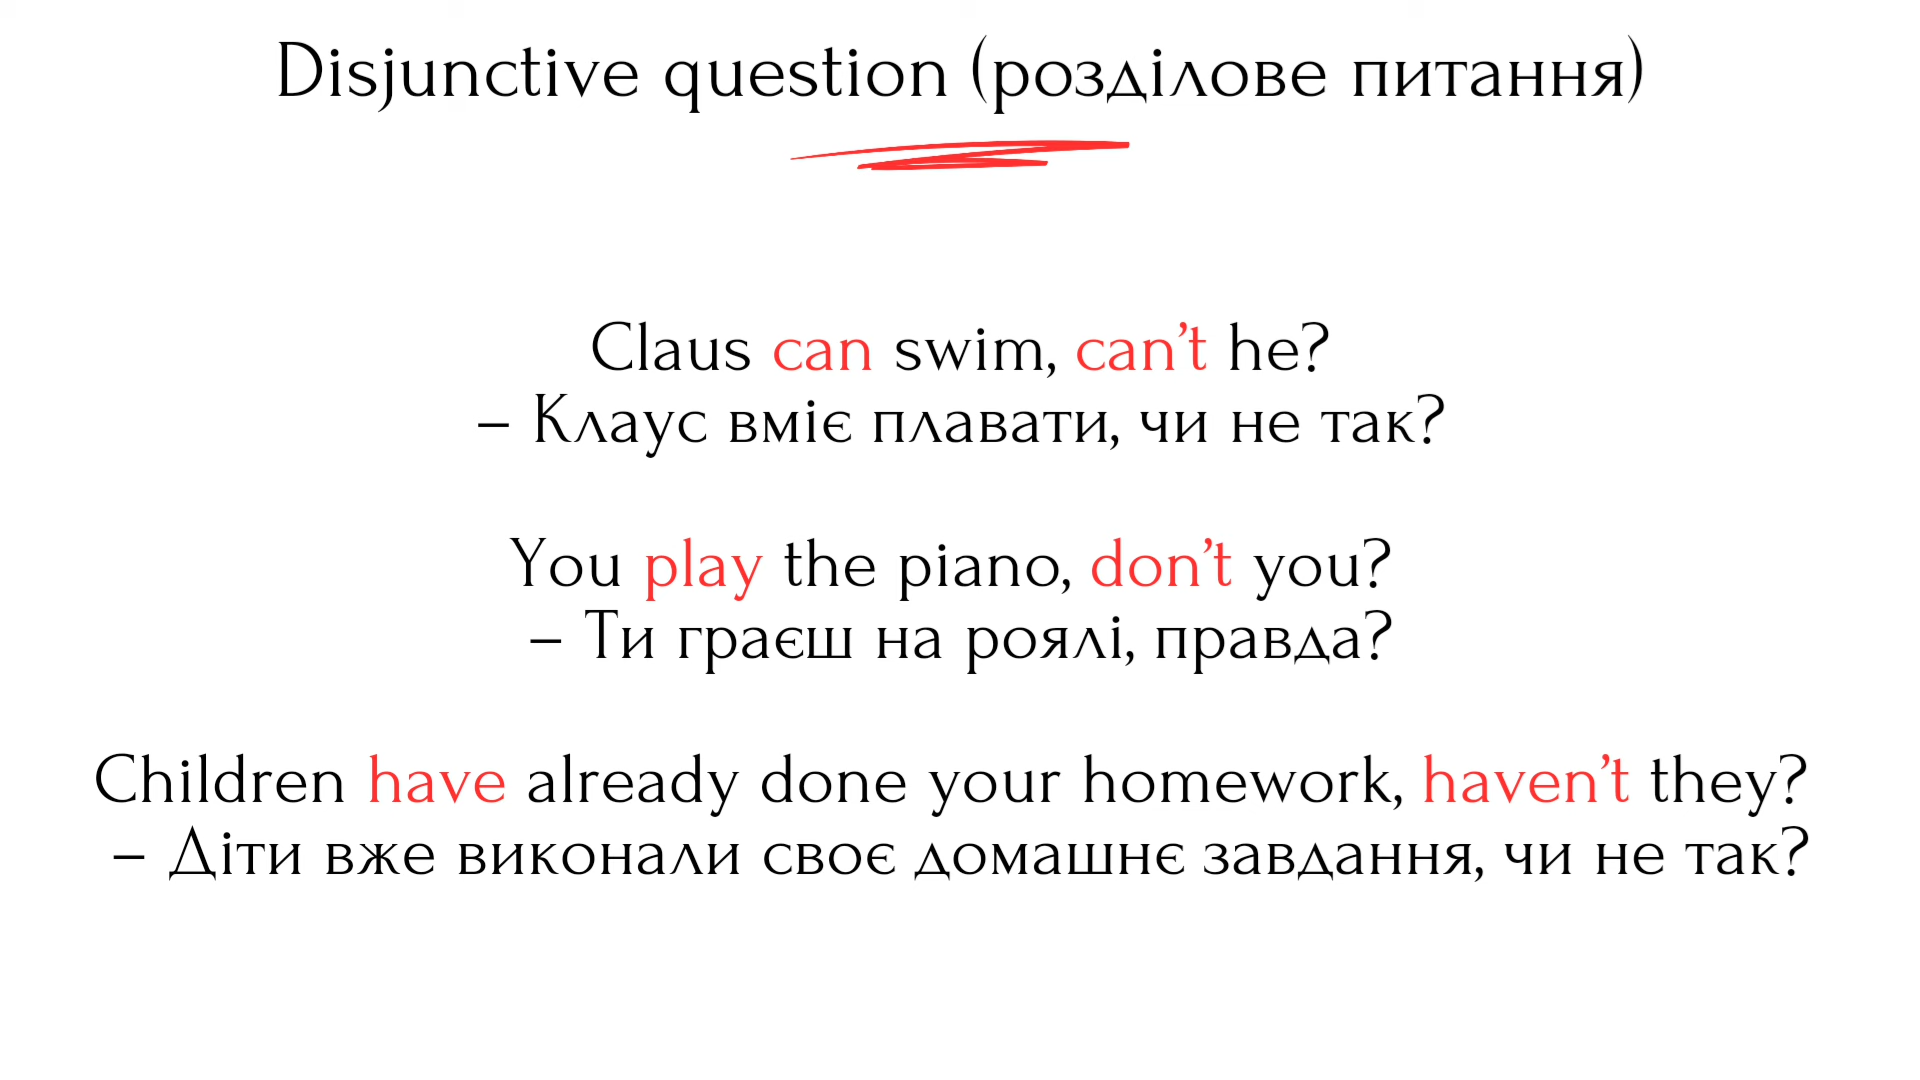 Disjunctive question (розділове питання)
Claus can swim, can’t he?
– Клаус вміє плавати, чи не так?
You play the piano, don’t you?
– Ти граєш на роялі, правда?
Children have already done your homework, haven’t they?
– Діти вже виконали своє домашнє завдання, чи не так?